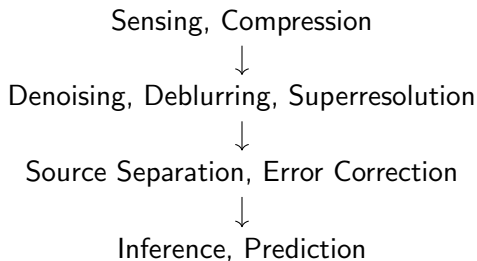 Sensing, Compression
Denoising, Deblurring, Superresolution
Source Separation, Error Correction
Inference, Prediction